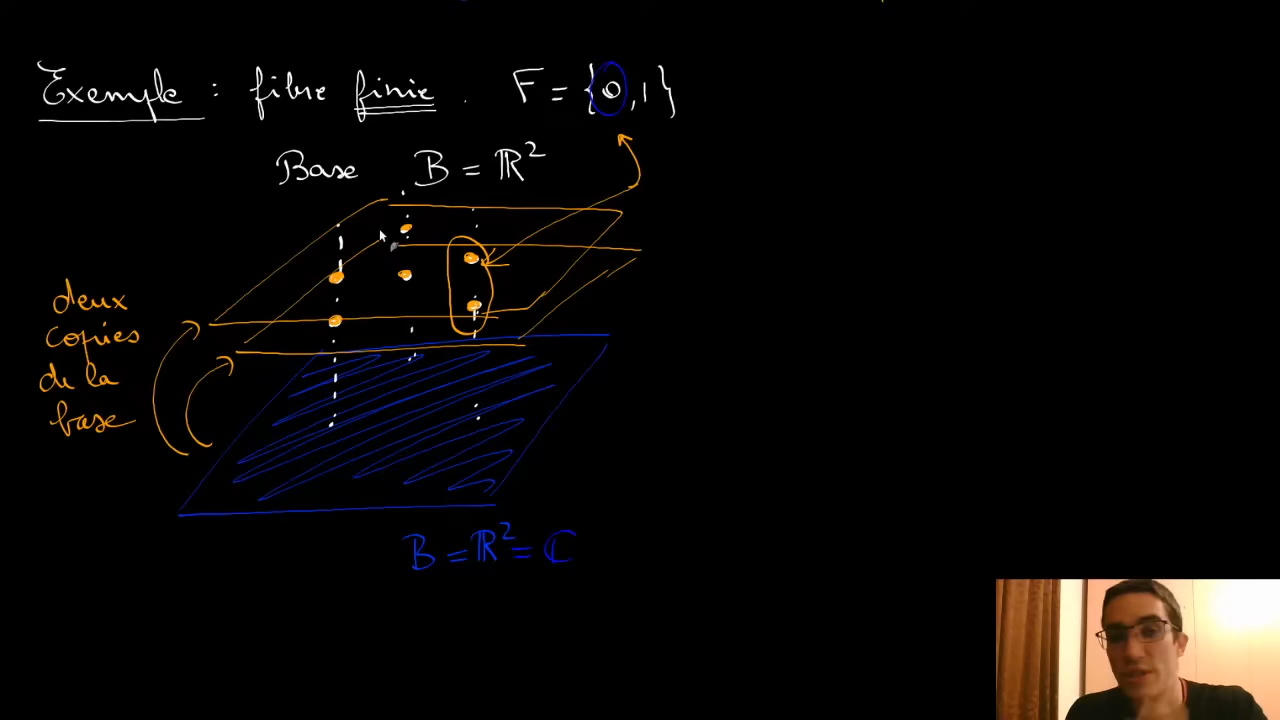 Exemple : fibre finie. F = {0,1}
Base B = ℝ²
deux
copies
de la
base
B = ℝ² = ℂ